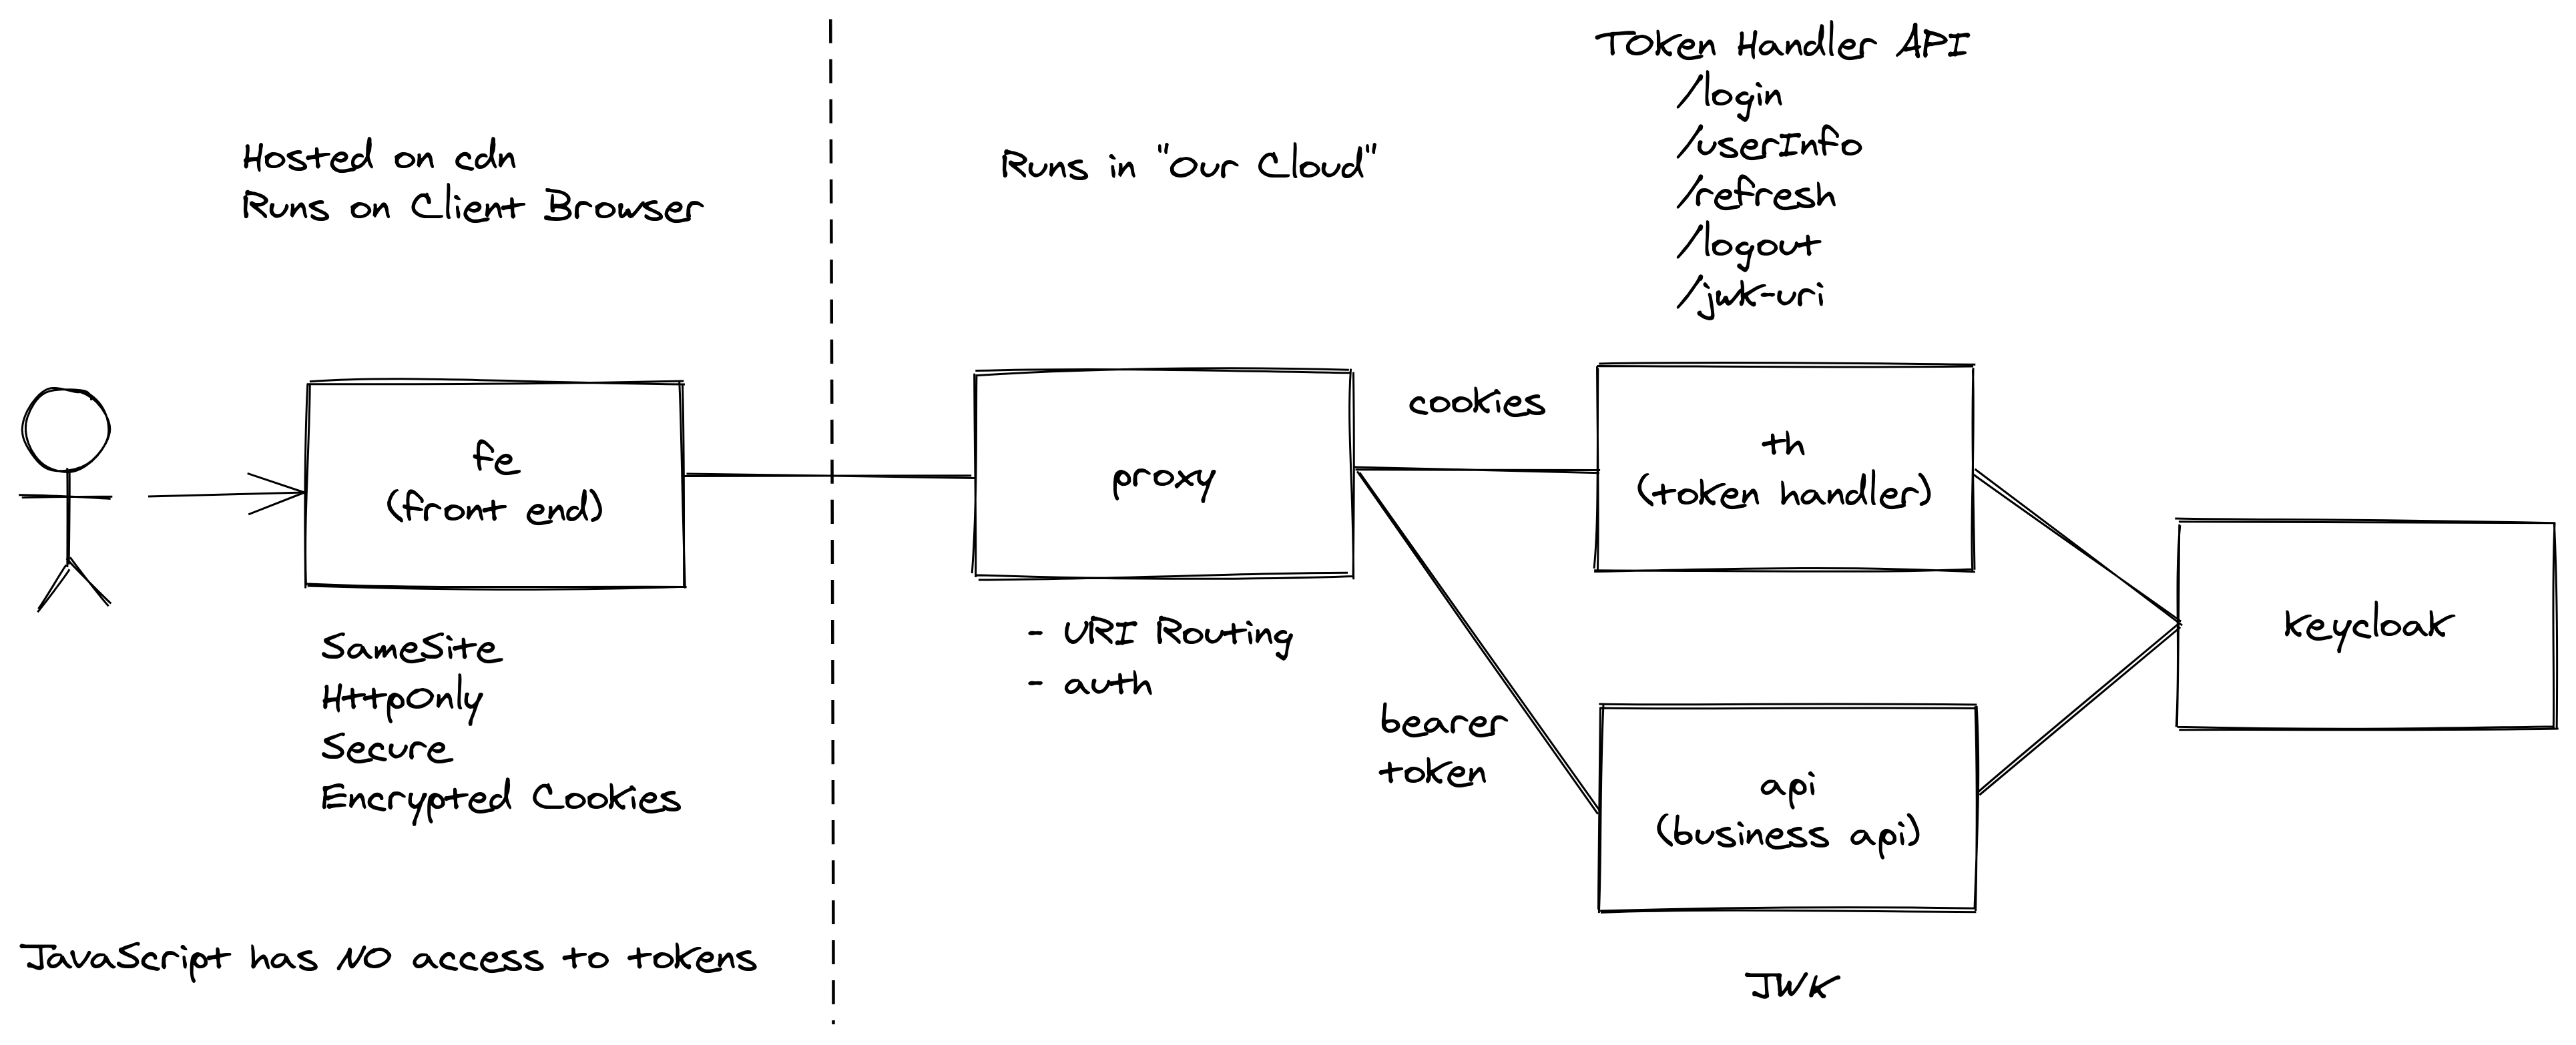 Hosted on cdn
Runs on Client Browser
Runs in "Our Cloud"
Token Handler API
/login
/userInfo
/refresh
/logout
/jwk-uri
fe
(front end)
proxy
cookies
th
(token handler)
keycloak
SameSite
HttpOnly
Secure
Encrypted Cookies
- URI Routing
- auth
bearer
token
api
(business api)
JavaScript has NO access to tokens
JWK